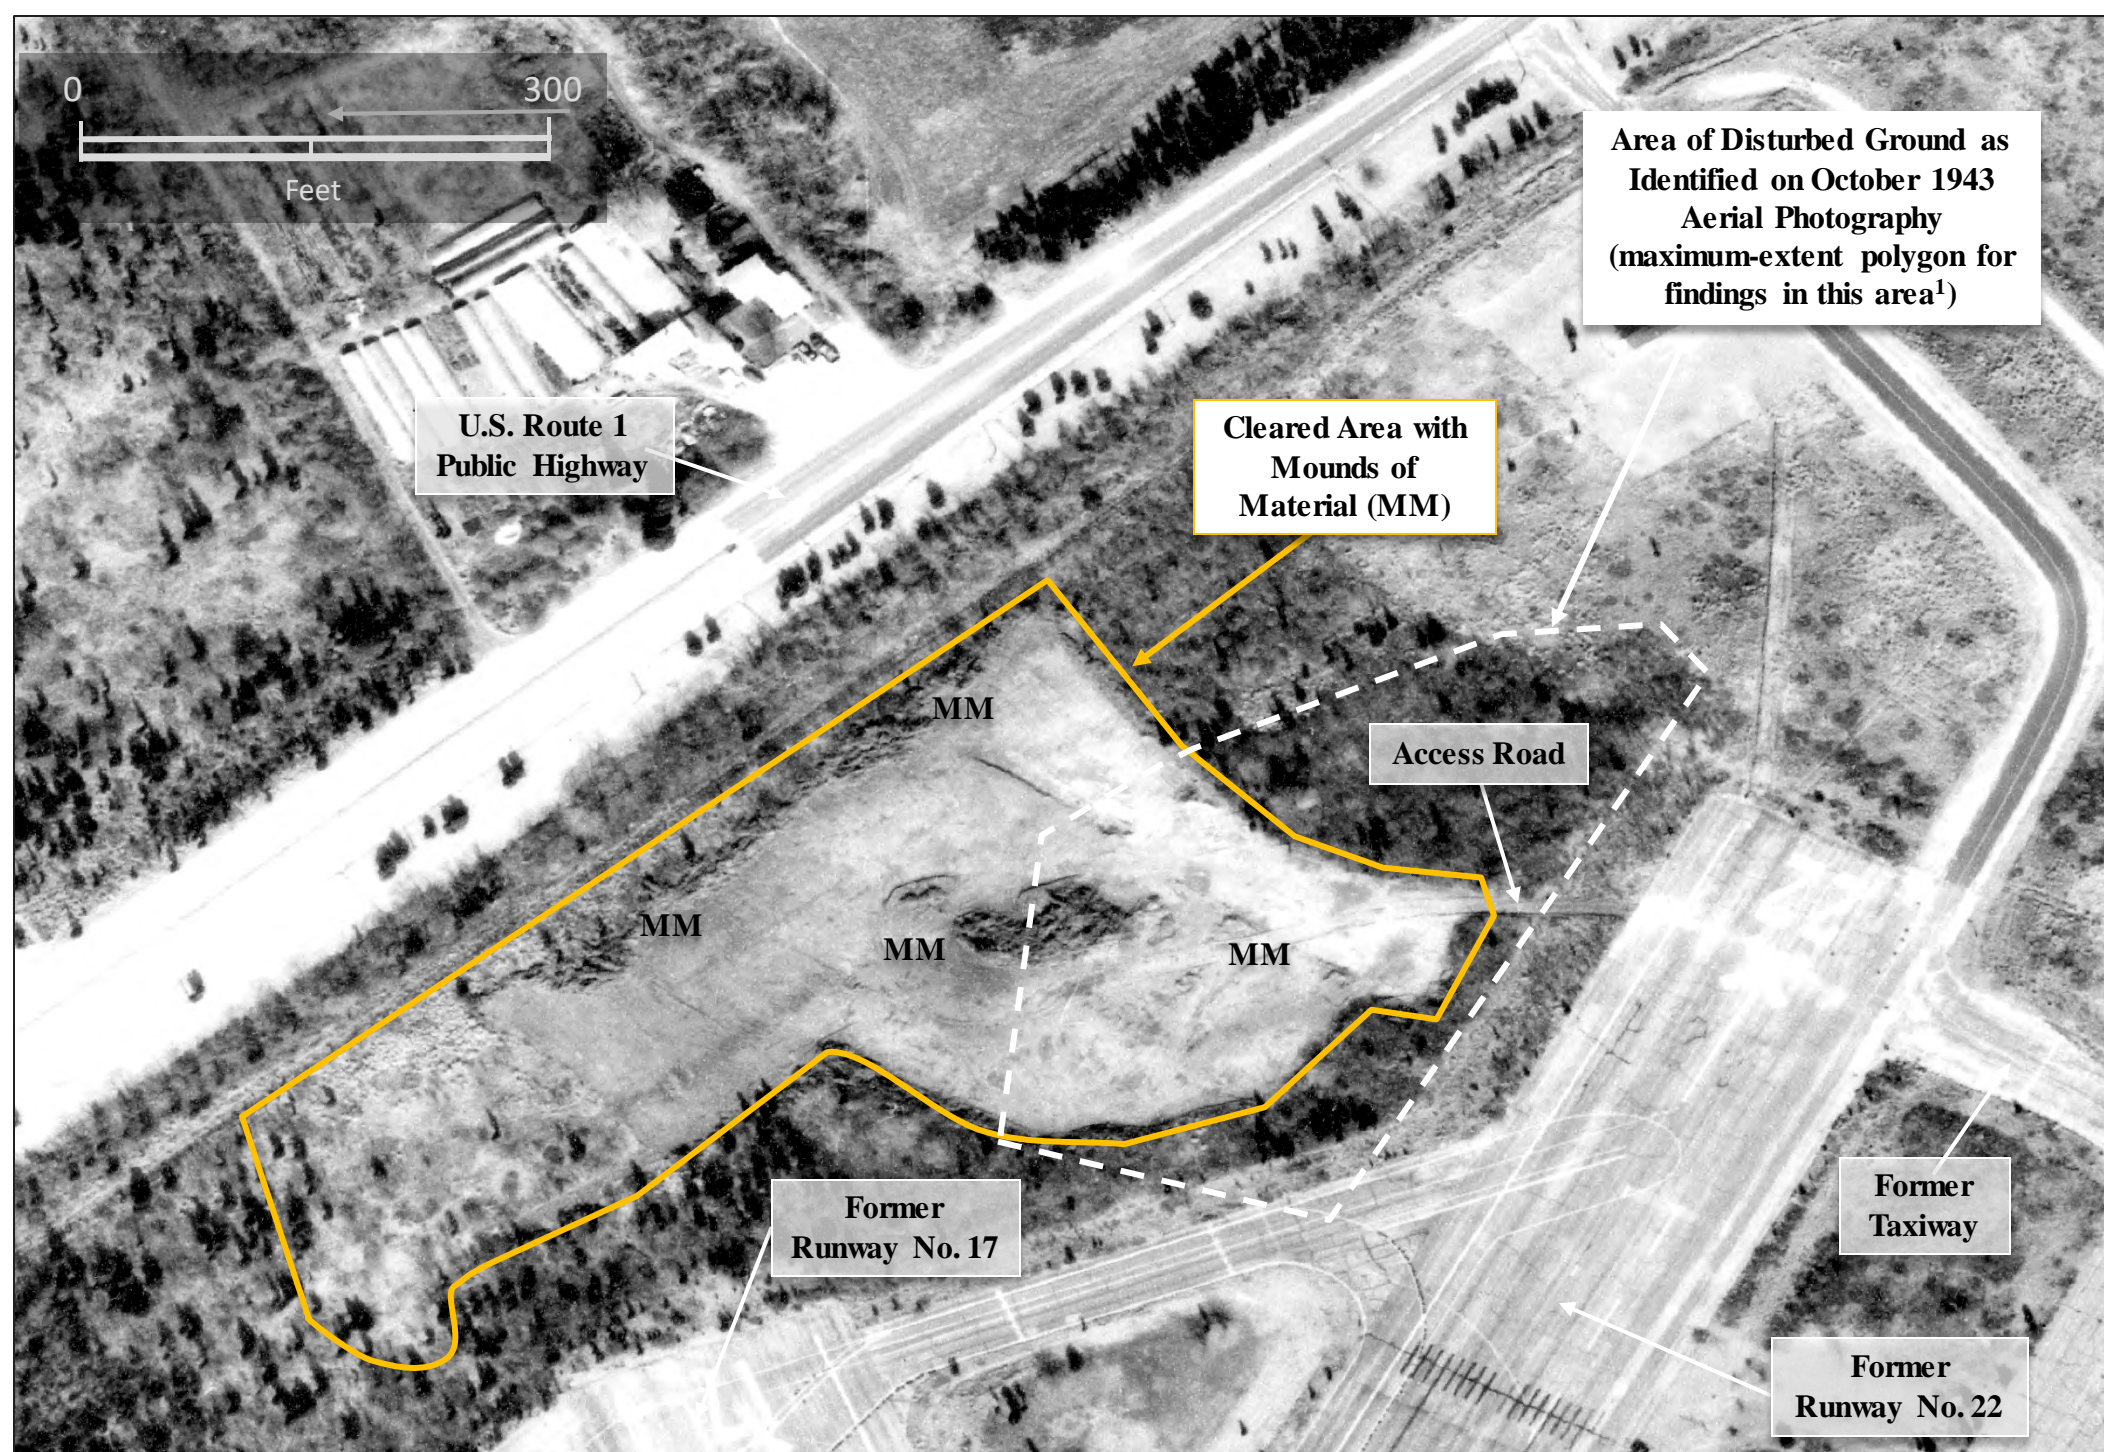 0 300
Feet
Area of Disturbed Ground as
Identified on October 1943
Aerial Photography
(maximum-extent polygon for
findings in this area¹)
U.S. Route 1
Public Highway
Cleared Area with
Mounds of
Material (MM)
MM
Access Road
MM
MM
MM
Former
Runway No. 17
Former
Taxiway
Former
Runway No. 22